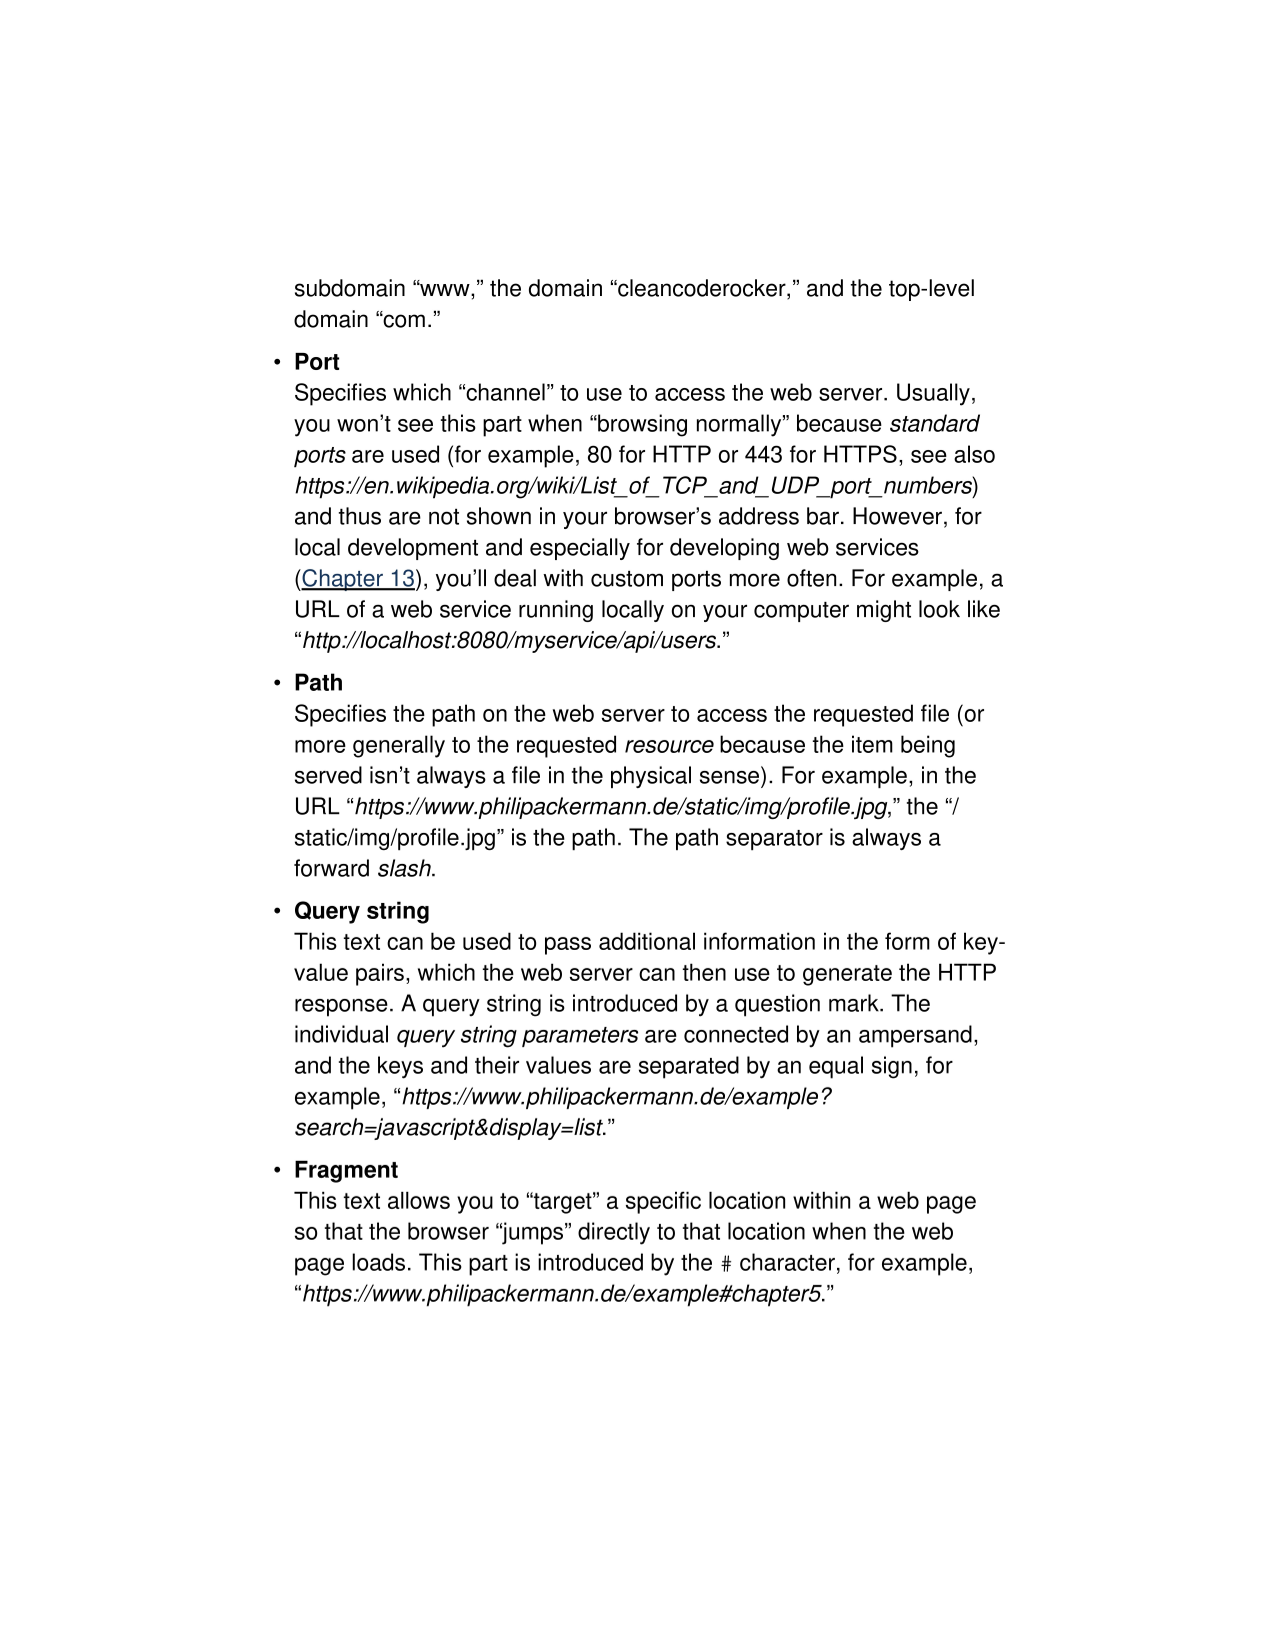 subdomain “www,” the domain “cleancoderocker,” and the top-level
domain “com.”
• Port
Specifies which “channel” to use to access the web server. Usually,
you won’t see this part when “browsing normally” because standard
ports are used (for example, 80 for HTTP or 443 for HTTPS, see also
https://en.wikipedia.org/wiki/List_of_TCP_and_UDP_port_numbers)
and thus are not shown in your browser’s address bar. However, for
local development and especially for developing web services
(Chapter 13), you’ll deal with custom ports more often. For example, a
URL of a web service running locally on your computer might look like
“http://localhost:8080/myservice/api/users.”
• Path
Specifies the path on the web server to access the requested file (or
more generally to the requested resource because the item being
served isn’t always a file in the physical sense). For example, in the
URL “https://www.philipackermann.de/static/img/profile.jpg,” the “/
static/img/profile.jpg” is the path. The path separator is always a
forward slash.
• Query string
This text can be used to pass additional information in the form of key-
value pairs, which the web server can then use to generate the HTTP
response. A query string is introduced by a question mark. The
individual query string parameters are connected by an ampersand,
and the keys and their values are separated by an equal sign, for
example, “https://www.philipackermann.de/example?
search=javascript&display=list.”
• Fragment
This text allows you to “target” a specific location within a web page
so that the browser “jumps” directly to that location when the web
page loads. This part is introduced by the # character, for example,
“https://www.philipackermann.de/example#chapter5.”